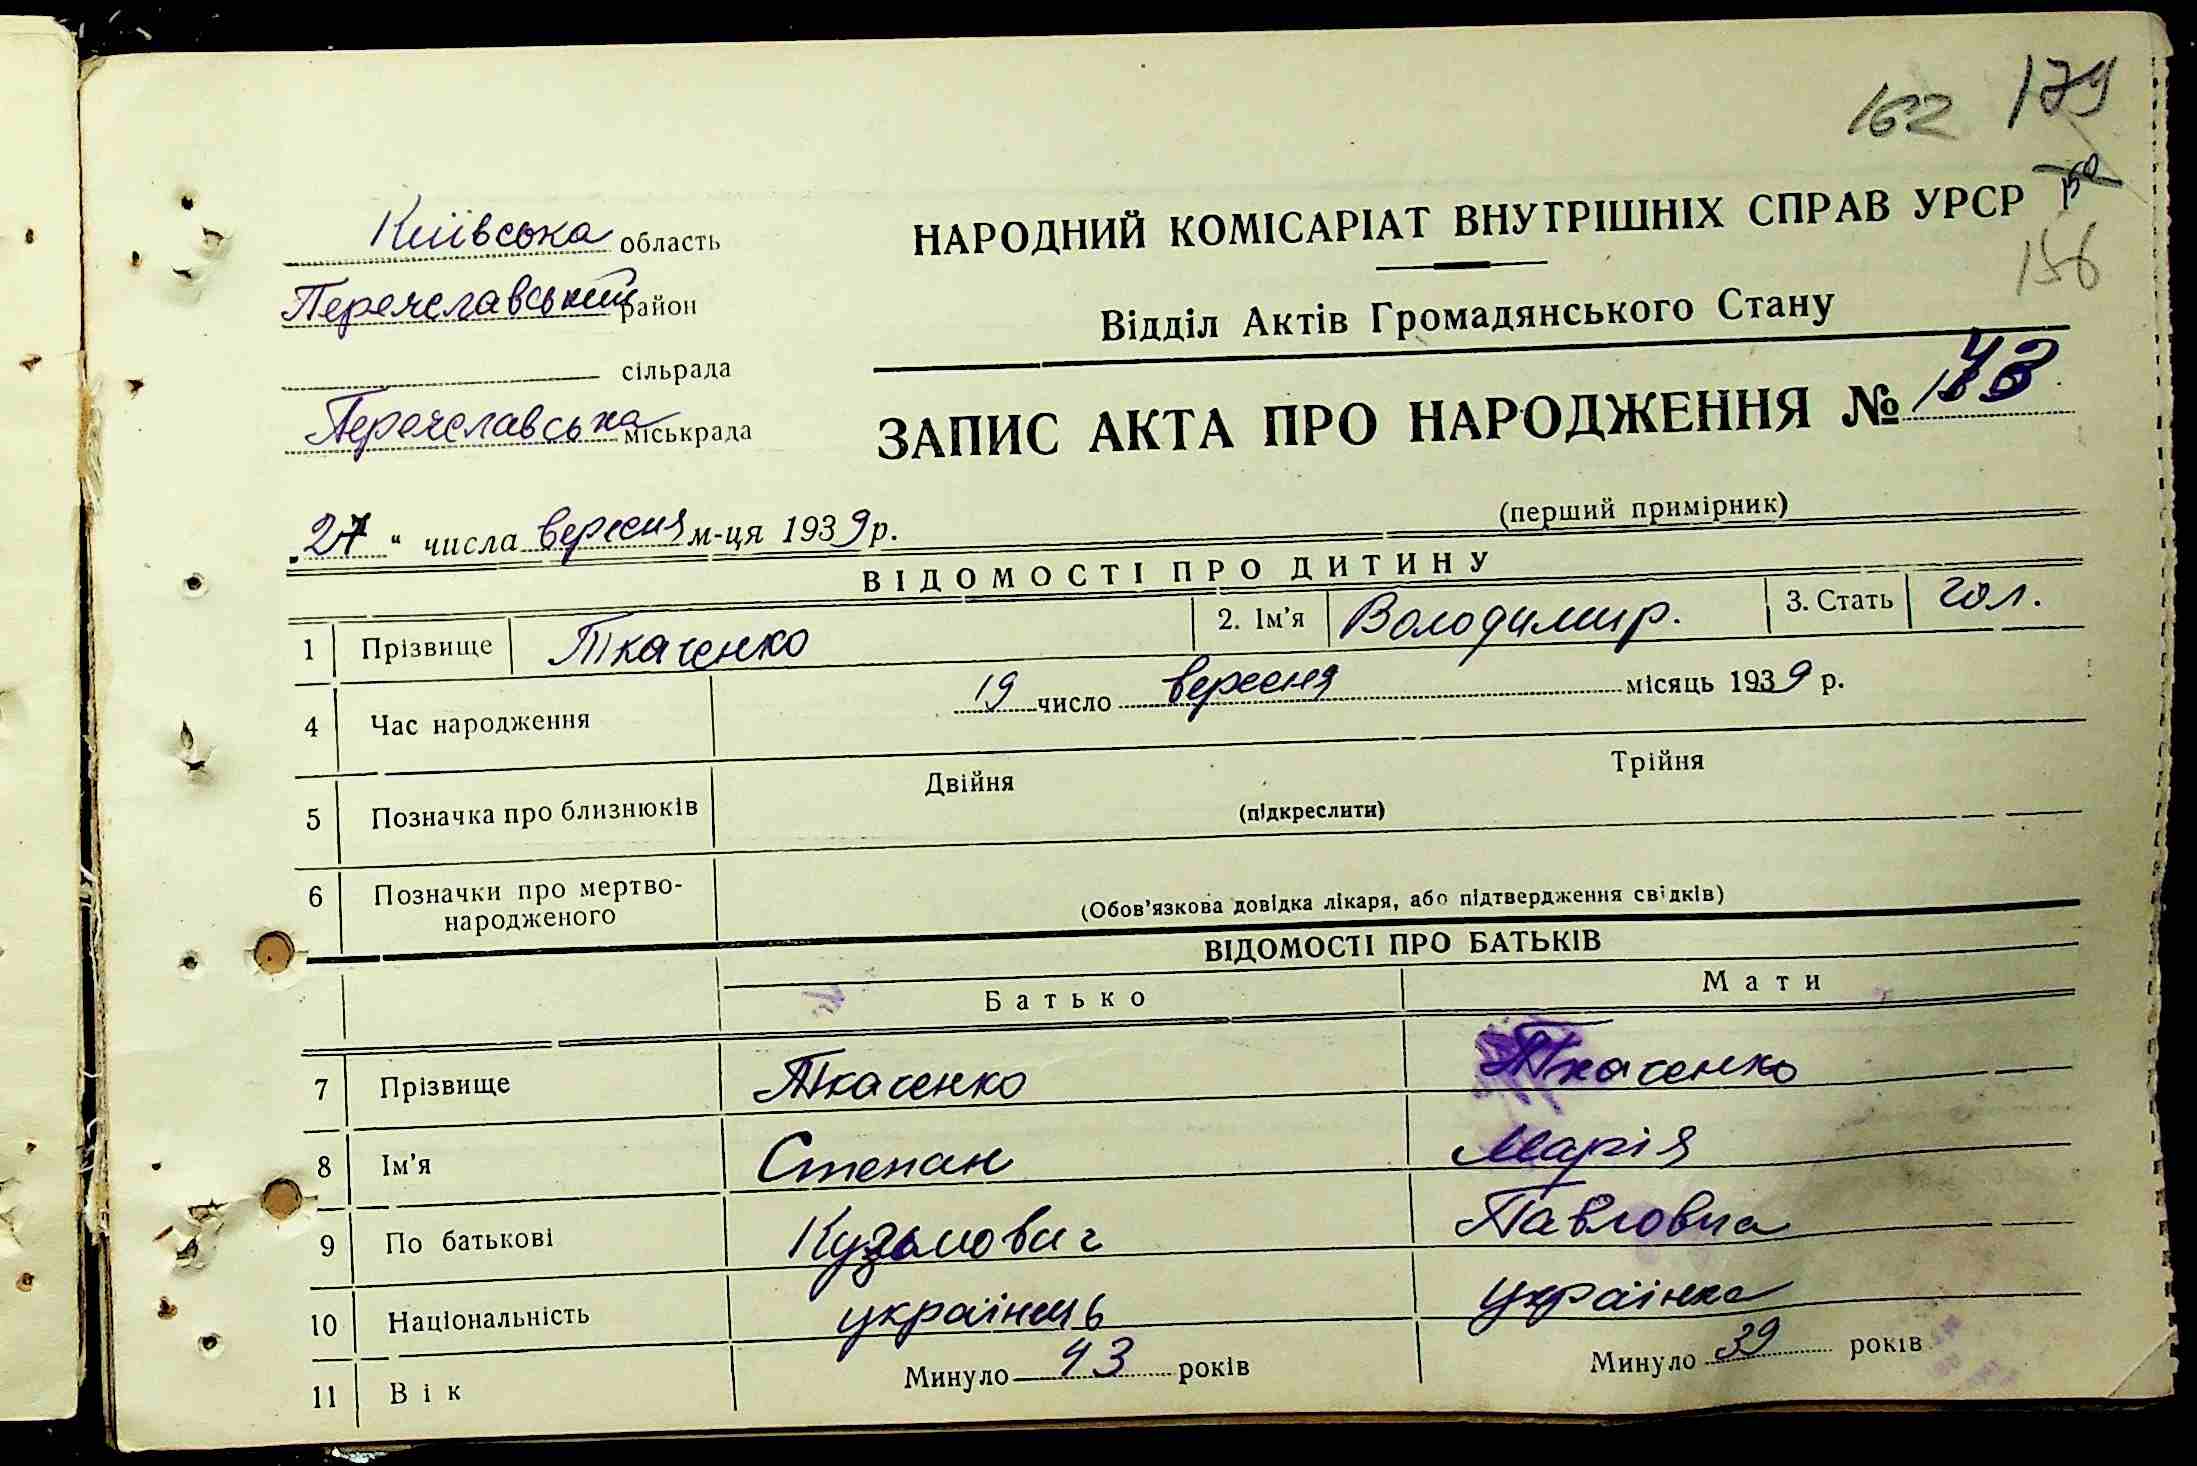 162 179
150
156
Київська область
Переяславський район
сільрада
Переяславська міськрада
НАРОДНИЙ КОМІСАРІАТ ВНУТРІШНІХ СПРАВ УРСР
Відділ Актів Громадянського Стану
ЗАПИС АКТА ПРО НАРОДЖЕННЯ №
(перший примірник)
„27“ числа вересня м-ця 1939 р.
ВІДОМОСТІ ПРО ДИТИНУ
1 Прізвище Ткаченко 2. Ім'я Володимир. 3. Стать чол.
4 Час народження 19 число вересня місяць 1939 р.
5 Позначка про близнюків Двійня Трійня
(підкреслити)
6 Позначки про мертво-
народженого (Обов'язкова довідка лікаря, або підтвердження свідків)
ВІДОМОСТІ ПРО БАТЬКІВ
Батько Мати
7 Прізвище Ткаченко Ткаченко
8 Ім'я Степан Марія
9 По батькові Кузьмович Павловна
10 Національність українець українка
11 Вік Минуло 43 років Минуло 39 років